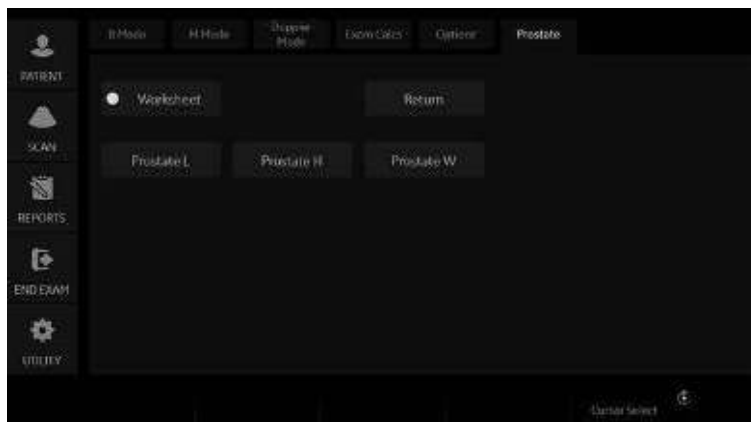 B Mode M Mode Doppler Mode Exam Calcs Options Prostate
PATIENT
Worksheet Return
SCAN
Prostate L Prostate H Prostate W
REPORTS
END EXAM
UTILITY
Cursor Select